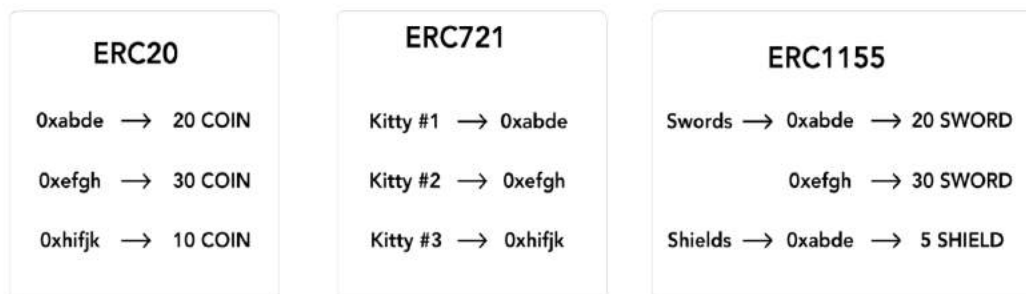 ERC20
0xabde → 20 COIN
0xefgh → 30 COIN
0xhifjk → 10 COIN
ERC721
Kitty #1 → 0xabde
Kitty #2 → 0xefgh
Kitty #3 → 0xhifjk
ERC1155
Swords → 0xabde → 20 SWORD
0xefgh → 30 SWORD
Shields → 0xabde → 5 SHIELD